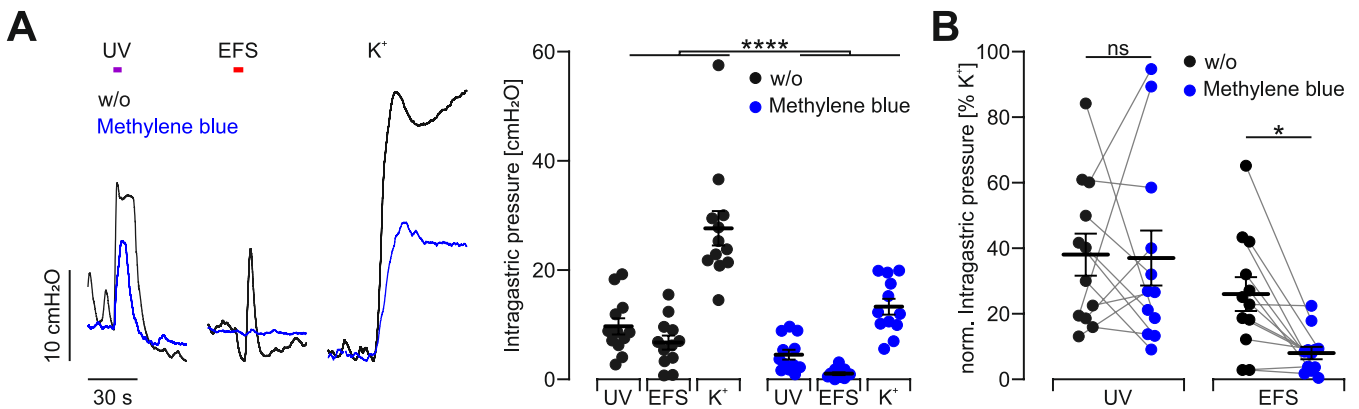 A
UV EFS K⁺
w/o
Methylene blue
10 cmH₂O
30 s
Intragastric pressure [cmH₂O]
60
40
20
0
****
w/o
Methylene blue
UV EFS K⁺ UV EFS K⁺
B
norm. Intragastric pressure [% K⁺]
100
80
60
40
20
0
ns
w/o
Methylene blue
*
UV EFS